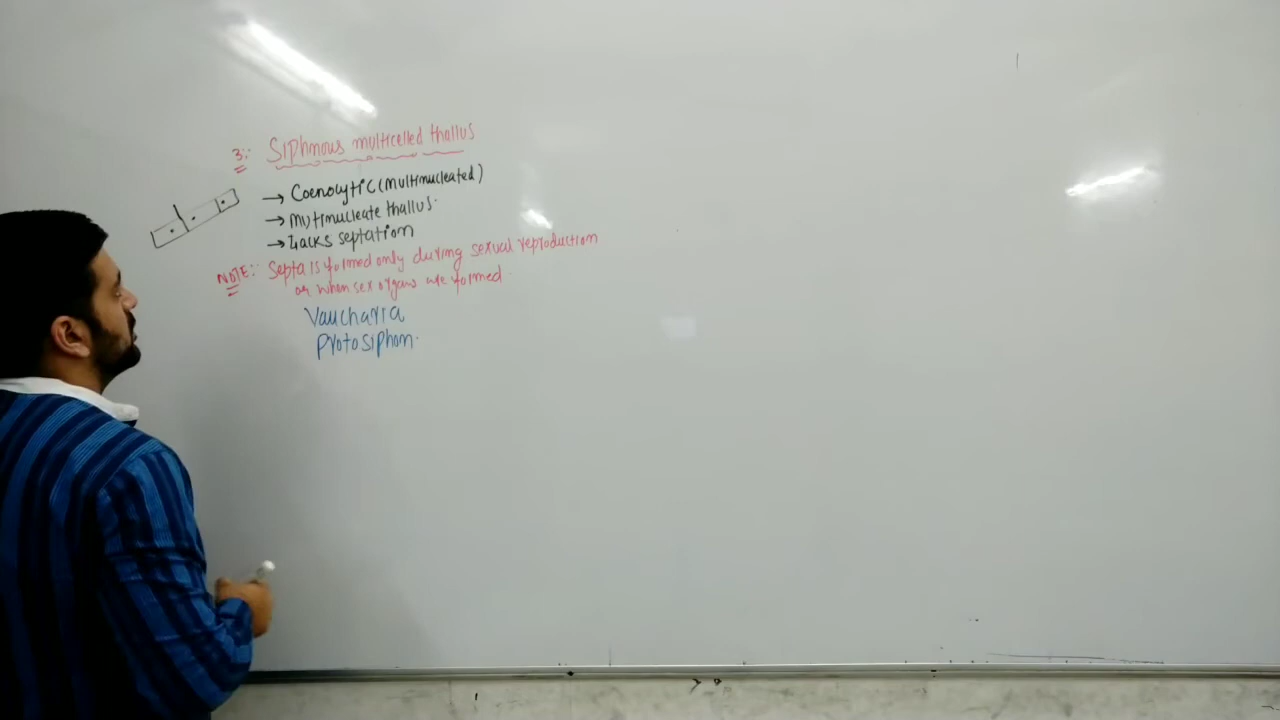 3:- Siphnous multicelled thallus
→ Coenolytic (multinucleated)
→ multinucleate thallus.
→ Lacks septation
NOTE:- Septa is formed only during sexual reproduction
or when sex organs are formed
Vaucharia
Protosiphon.